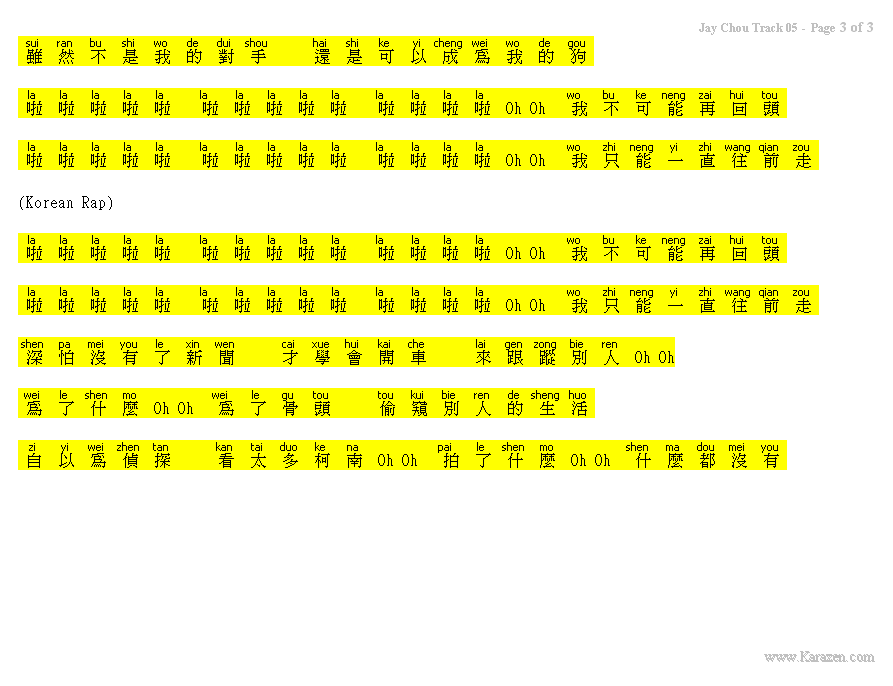 Jay Chou Track 05 - Page 3 of 3
sui ran bu shi wo de dui shou hai shi ke yi cheng wei wo de gou
雖然不是我的對手 還是可以成為我的狗
la la la la la la la la la la la la la la wo bu ke neng zai hui tou
啦啦啦啦啦 啦啦啦啦啦 啦啦啦啦 Oh Oh 我不可能再回頭
la la la la la la la la la la la la la la wo zhi neng yi zhi wang qian zou
啦啦啦啦啦 啦啦啦啦啦 啦啦啦啦 Oh Oh 我只能一直往前走
(Korean Rap)
la la la la la la la la la la la la la la wo bu ke neng zai hui tou
啦啦啦啦啦 啦啦啦啦啦 啦啦啦啦 Oh Oh 我不可能再回頭
la la la la la la la la la la la la la la wo zhi neng yi zhi wang qian zou
啦啦啦啦啦 啦啦啦啦啦 啦啦啦啦 Oh Oh 我只能一直往前走
shen pa mei you le xin wen cai xue hui kai che lai gen zong bie ren
深怕沒有了新聞 才學會開車 來跟蹤別人 Oh Oh
wei le shen mo wei le gu tou tou kui bie ren de sheng huo
為了什麼 Oh Oh 為了骨頭 偷窺別人的生活
zi yi wei zhen tan kan tai duo ke na pai le shen mo shen ma dou mei you
自以為偵探 看太多柯南 Oh Oh 拍了什麼 Oh Oh 什麼都沒有
www.Karazen.com